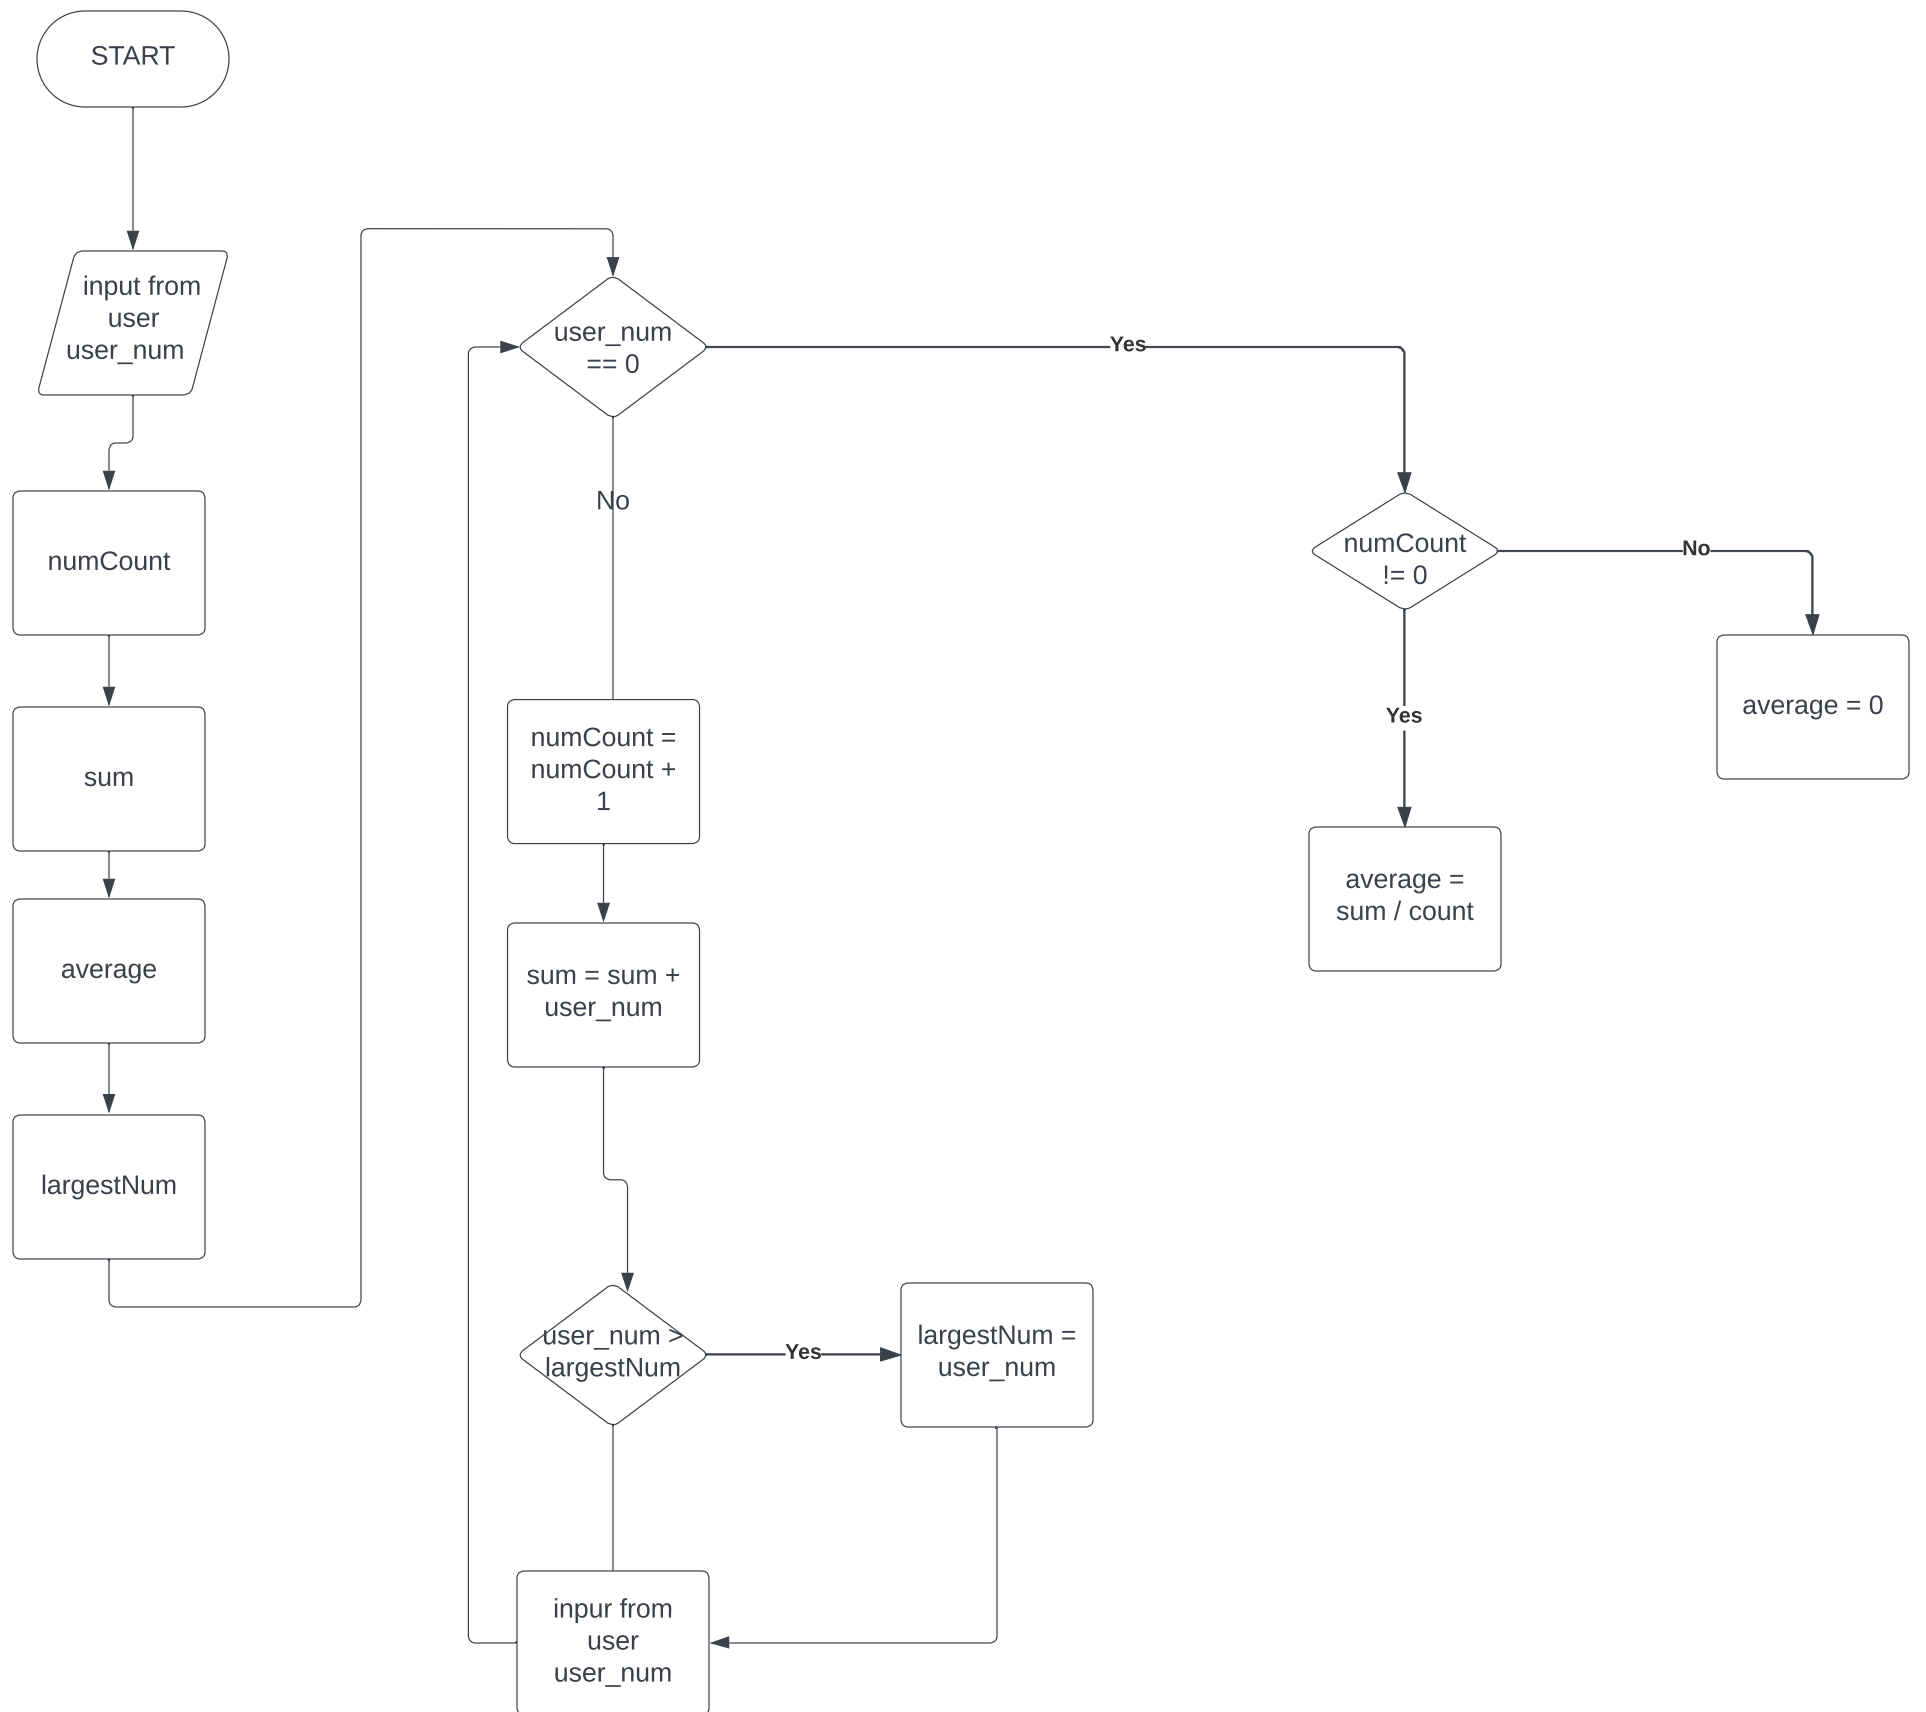 START
input from
user
user_num
numCount
sum
average
largestNum
user_num
== 0
No
numCount =
numCount +
1
sum = sum +
user_num
user_num >
largestNum
Yes
largestNum =
user_num
inpur from
user
user_num
Yes
numCount
!= 0
No
average = 0
Yes
average =
sum / count